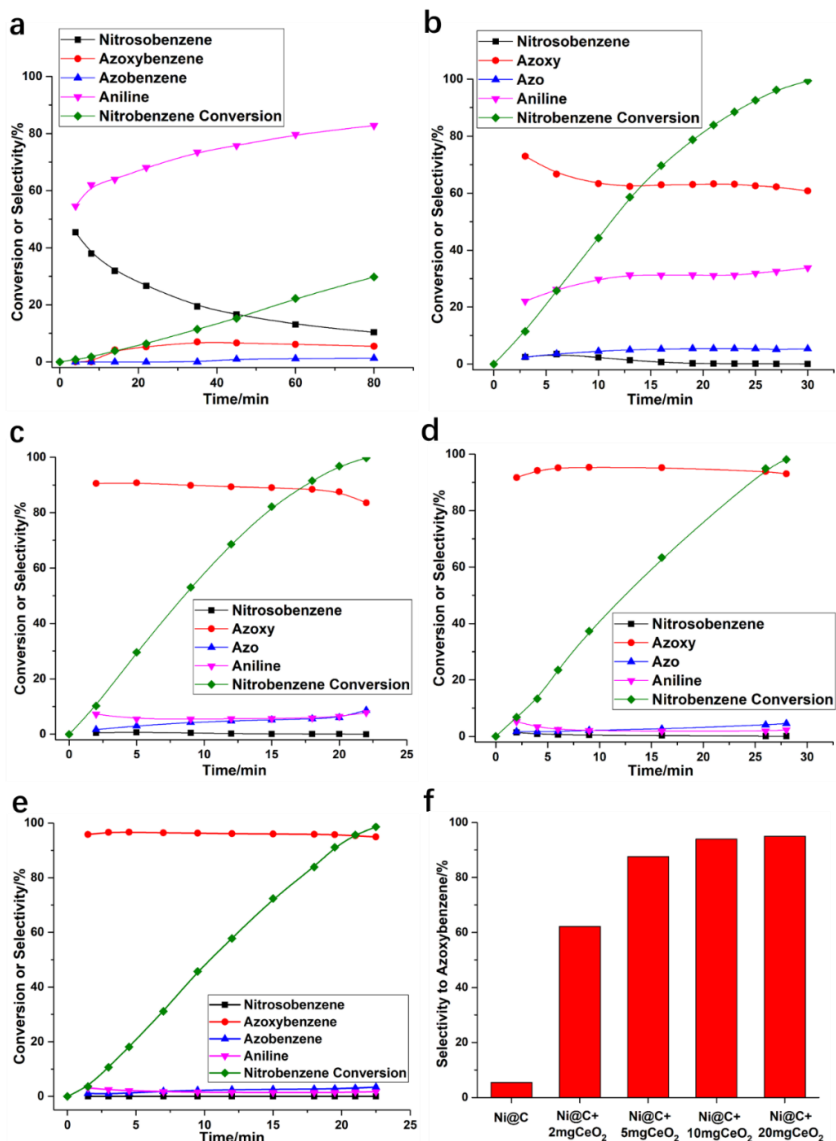 a
Nitrosobenzene
Azoxybenzene
Azobenzene
Aniline
Nitrobenzene Conversion
Conversion or Selectivity/%
100
80
60
40
20
0
0 20 40 60 80
Time/min
b
Nitrosobenzene
Azoxy
Azo
Aniline
Nitrobenzene Conversion
Conversion or Selectivity/%
100
80
60
40
20
0
0 5 10 15 20 25 30
Time/min
c
Conversion or Selectivity/%
100
80
60
40
20
0
Nitrosobenzene
Azoxy
Azo
Aniline
Nitrobenzene Conversion
0 5 10 15 20 25
Time/min
d
Conversion or Selectivity/%
100
80
60
40
20
0
Nitrosobenzene
Azoxy
Azo
Aniline
Nitrobenzene Conversion
0 5 10 15 20 25 30
Time/min
e
Conversion or Selectivity/%
100
80
60
40
20
0
Nitrosobenzene
Azoxybenzene
Azobenzene
Aniline
Nitrobenzene Conversion
0 5 10 15 20 25
Time/min
f
Selectivity to Azoxybenzene/%
100
80
60
40
20
0
Ni@C Ni@C+ Ni@C+ Ni@C+ Ni@C+
2mgCeO₂ 5mgCeO₂ 10mgCeO₂ 20mgCeO₂